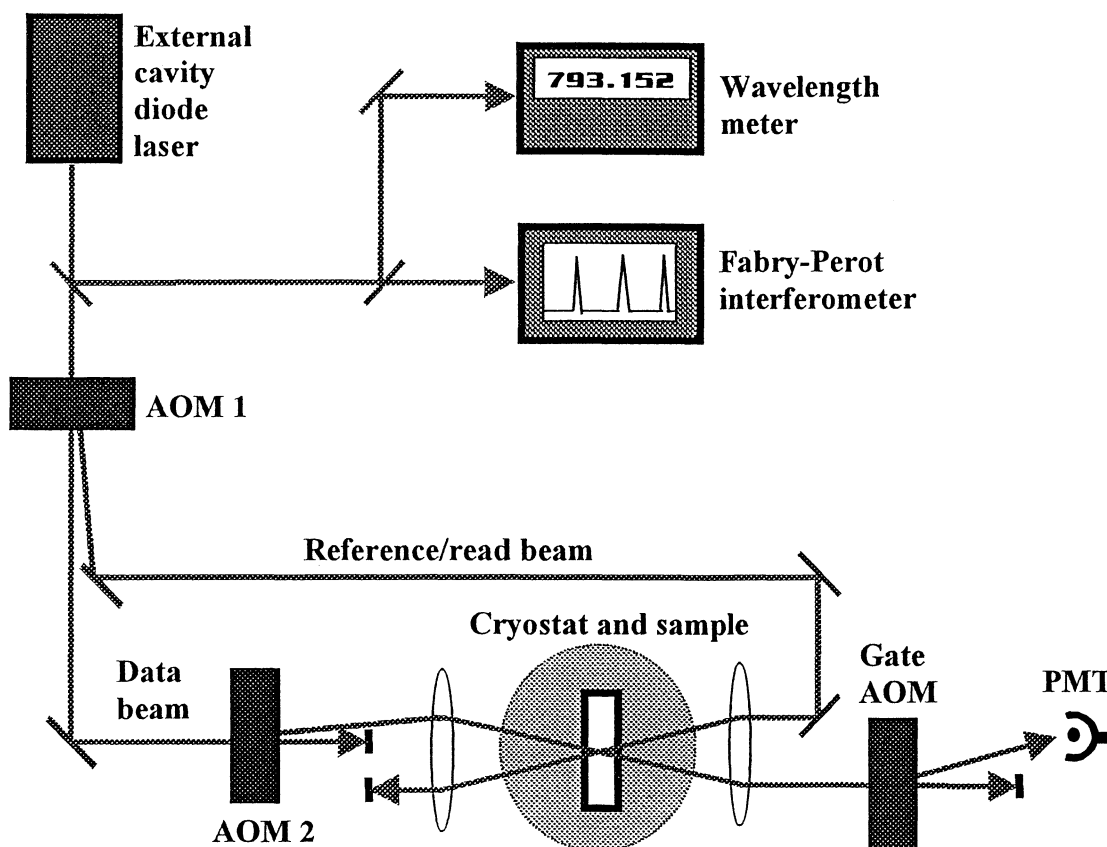 External
cavity
diode
laser
793.152
Wavelength
meter
Fabry-Perot
interferometer
AOM 1
Reference/read beam
Cryostat and sample
Data
beam
Gate
AOM
PMT
AOM 2